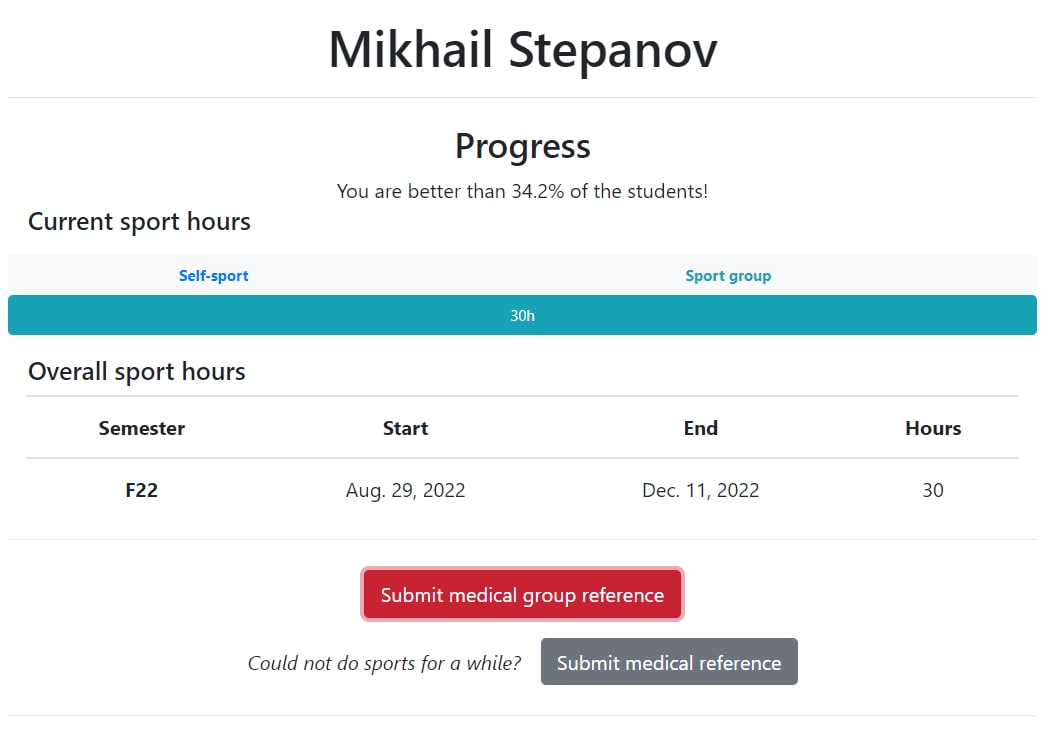 Mikhail Stepanov
Progress
You are better than 34.2% of the students!
Current sport hours
Self-sport Sport group
30h
Overall sport hours
Semester Start End Hours
F22 Aug. 29, 2022 Dec. 11, 2022 30
Submit medical group reference
Could not do sports for a while? Submit medical reference